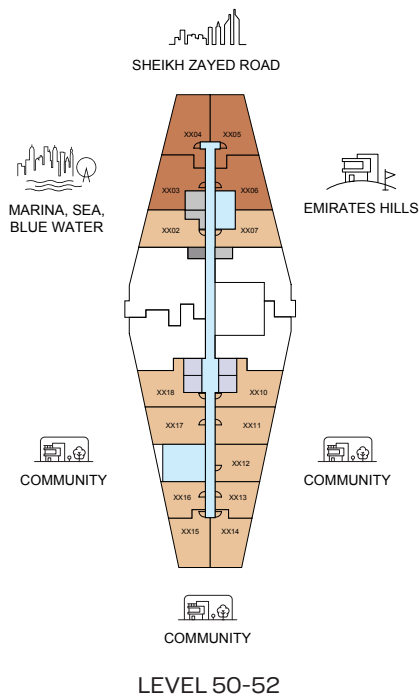 SHEIKH ZAYED ROAD
XX04 XX05
MARINA, SEA,
BLUE WATER
EMIRATES HILLS
XX03 XX06
XX02 XX07
XX18 XX10
XX17 XX11
XX12
COMMUNITY
COMMUNITY
XX16 XX13
XX15 XX14
COMMUNITY
LEVEL 50-52